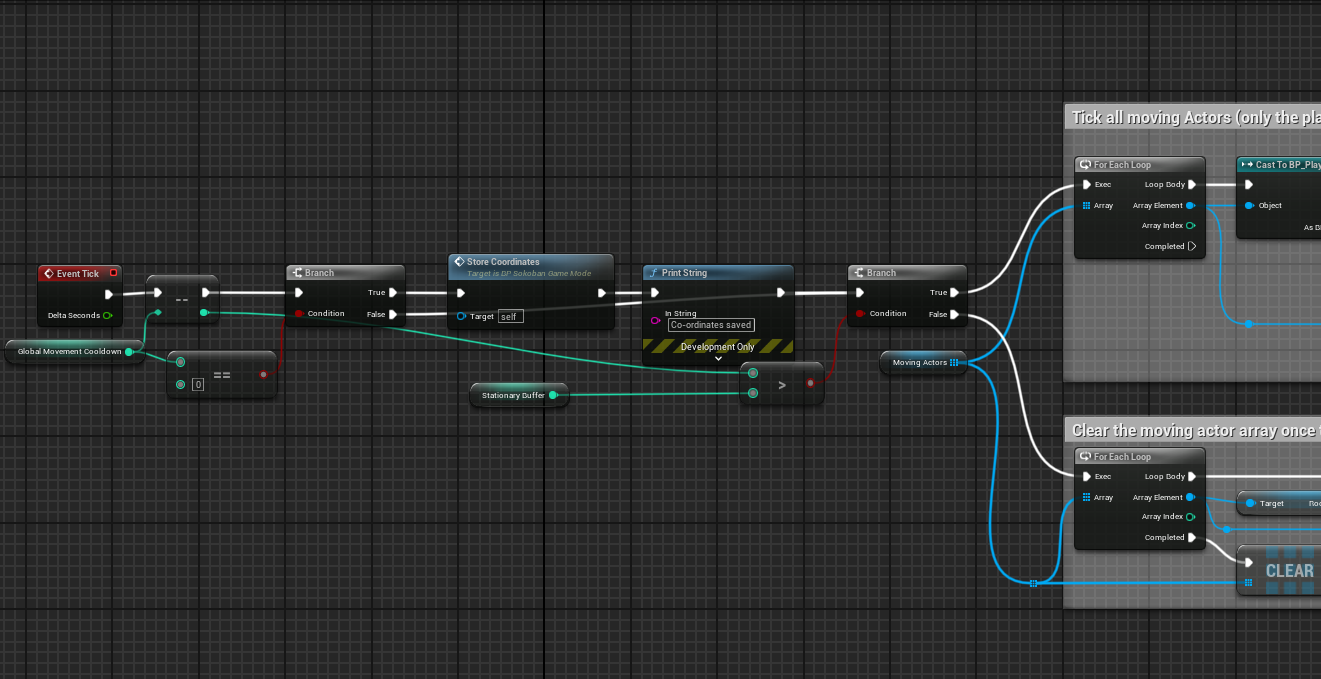 Tick all moving Actors (only the pla
For Each Loop
Exec
Loop Body
Array
Array Element
Array Index
Completed
Cast To BP_Play
Object
As B
Event Tick
Delta Seconds
--
Global Movement Cooldown
0
==
Branch
True
Condition
False
Store Coordinates
Target is DP Sokoban Game Mode
Target
self
Print String
In String
Co-ordinates saved
Development Only
Stationary Buffer
>
Branch
True
Condition
False
Moving Actors
Clear the moving actor array once t
For Each Loop
Exec
Loop Body
Array
Array Element
Array Index
Completed
Target
Roo
CLEAR